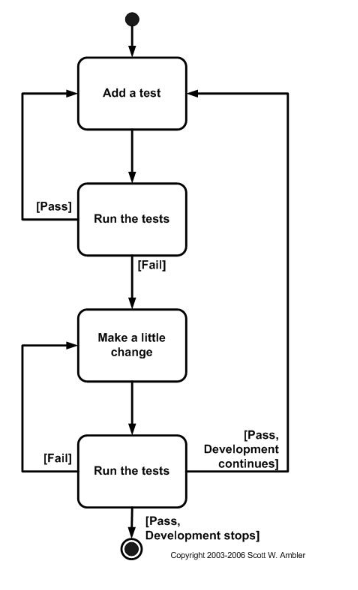 Add a test
[Pass]
Run the tests
[Fail]
Make a little
change
[Fail]
Run the tests
[Pass,
Development
continues]
[Pass,
Development stops]
Copyright 2003-2006 Scott W. Ambler